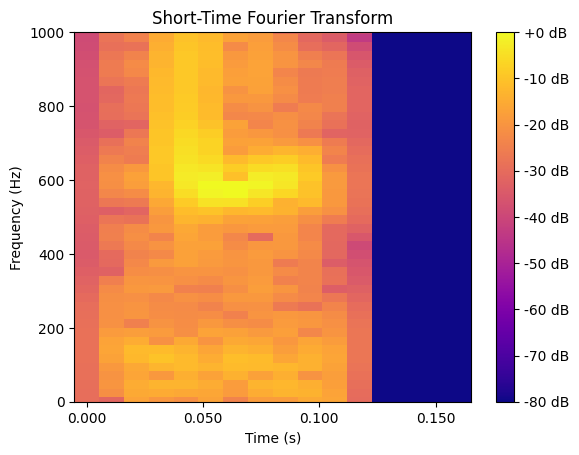 Short-Time Fourier Transform
1000
800
600
400
200
0
Frequency (Hz)
0.000
0.050
0.100
0.150
Time (s)
+0 dB
-10 dB
-20 dB
-30 dB
-40 dB
-50 dB
-60 dB
-70 dB
-80 dB